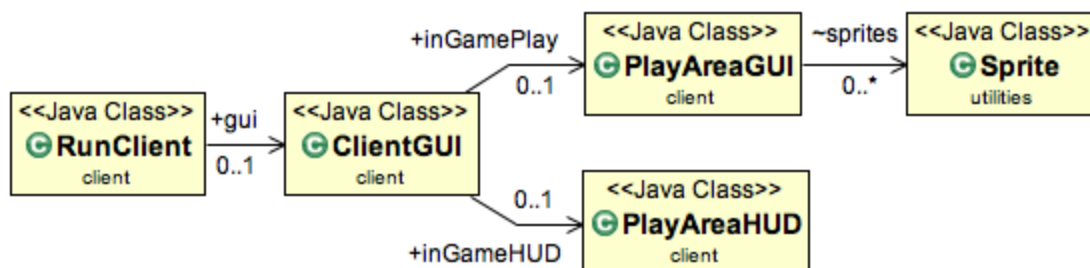 <<Java Class>>
RunClient
client
+gui
0..1
<<Java Class>>
ClientGUI
client
+inGamePlay
0..1
<<Java Class>>
PlayAreaGUI
client
~sprites
0..*
<<Java Class>>
Sprite
utilities
0..1
+inGameHUD
<<Java Class>>
PlayAreaHUD
client